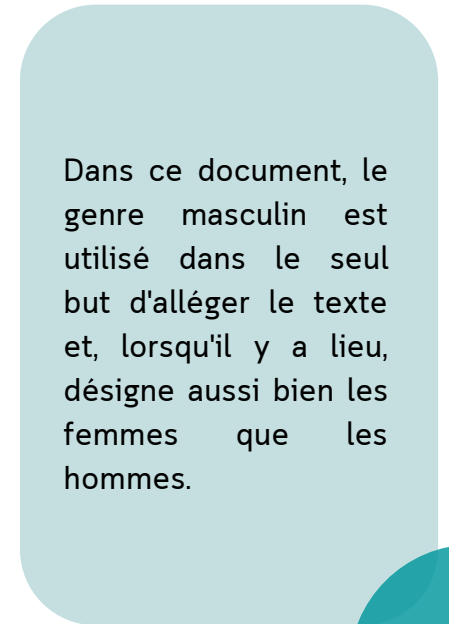 Dans ce document, le
genre masculin est
utilisé dans le seul
but d'alléger le texte
et, lorsqu'il y a lieu,
désigne aussi bien les
femmes que les
hommes.